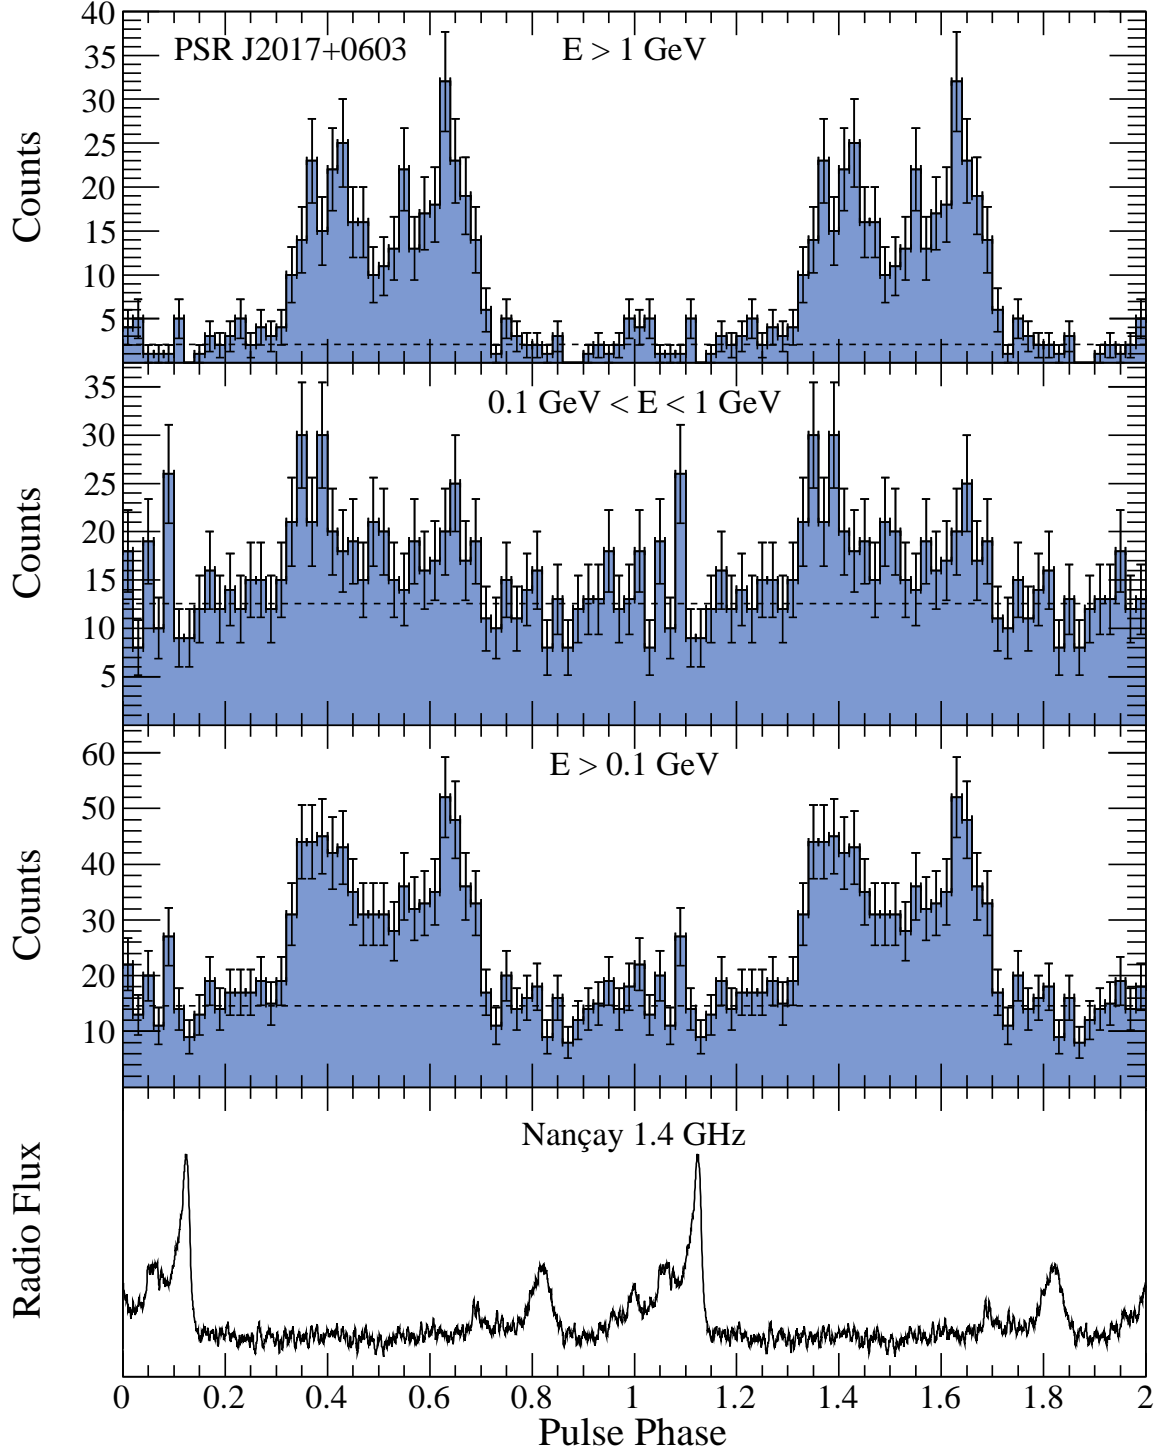 PSR J2017+0603 E > 1 GeV
Counts
40
35
30
25
20
15
10
5
0.1 GeV < E < 1 GeV
Counts
35
30
25
20
15
10
5
E > 0.1 GeV
Counts
60
50
40
30
20
10
Nançay 1.4 GHz
Radio Flux
0 0.2 0.4 0.6 0.8 1 1.2 1.4 1.6 1.8 2
Pulse Phase